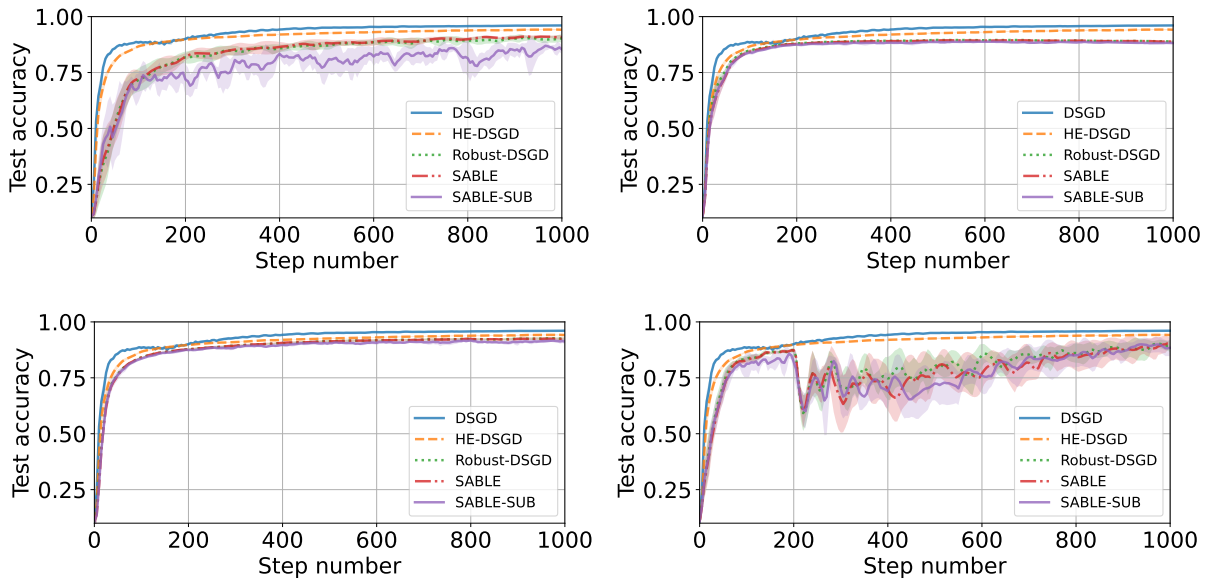 Test accuracy
1.00
0.75
0.50
0.25
DSGD
HE-DSGD
Robust-DSGD
SABLE
SABLE-SUB
0 200 400 600 800 1000
Step number
Test accuracy
1.00
0.75
0.50
0.25
DSGD
HE-DSGD
Robust-DSGD
SABLE
SABLE-SUB
0 200 400 600 800 1000
Step number
Test accuracy
1.00
0.75
0.50
0.25
DSGD
HE-DSGD
Robust-DSGD
SABLE
SABLE-SUB
0 200 400 600 800 1000
Step number
Test accuracy
1.00
0.75
0.50
0.25
DSGD
HE-DSGD
Robust-DSGD
SABLE
SABLE-SUB
0 200 400 600 800 1000
Step number